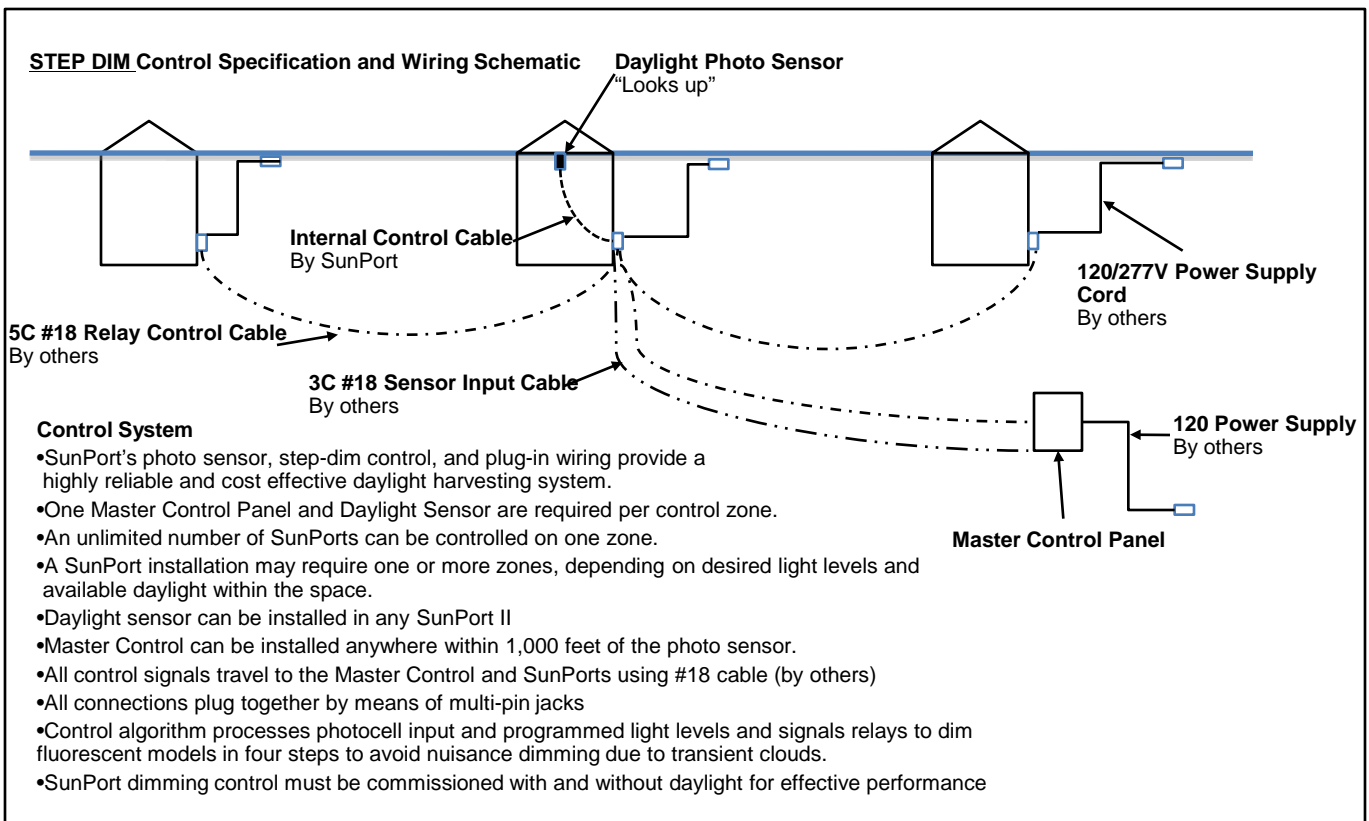 STEP DIM Control Specification and Wiring Schematic
Daylight Photo Sensor
“Looks up”
Internal Control Cable
By SunPort
120/277V Power Supply
Cord
By others
5C #18 Relay Control Cable
By others
3C #18 Sensor Input Cable
By others
120 Power Supply
By others
Master Control Panel
Control System
•SunPort’s photo sensor, step-dim control, and plug-in wiring provide a
highly reliable and cost effective daylight harvesting system.
•One Master Control Panel and Daylight Sensor are required per control zone.
•An unlimited number of SunPorts can be controlled on one zone.
•A SunPort installation may require one or more zones, depending on desired light levels and
available daylight within the space.
•Daylight sensor can be installed in any SunPort II
•Master Control can be installed anywhere within 1,000 feet of the photo sensor.
•All control signals travel to the Master Control and SunPorts using #18 cable (by others)
•All connections plug together by means of multi-pin jacks
•Control algorithm processes photocell input and programmed light levels and signals relays to dim
fluorescent models in four steps to avoid nuisance dimming due to transient clouds.
•SunPort dimming control must be commissioned with and without daylight for effective performance